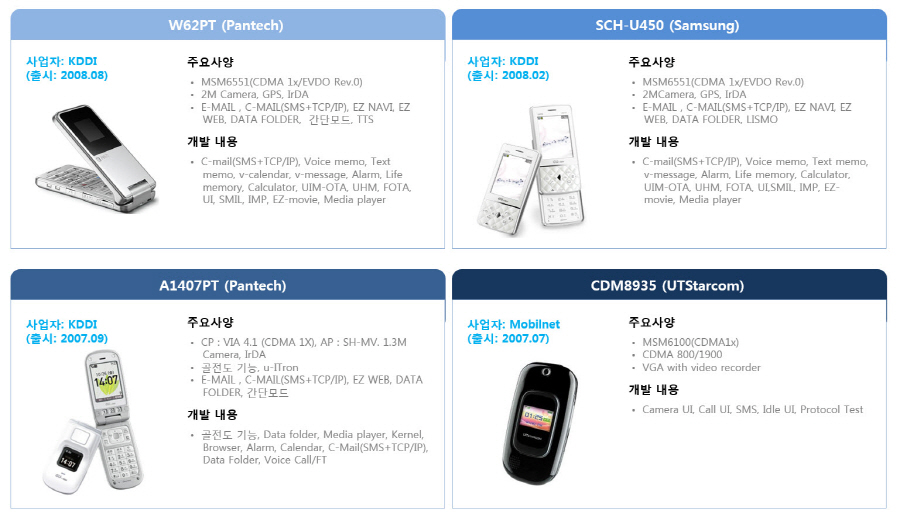 W62PT (Pantech)
사업자: KDDI
(출시: 2008.08)
주요사양
• MSM6551(CDMA 1x/EVDO Rev.0)
• 2M Camera, GPS, IrDA
• E-MAIL , C-MAIL(SMS+TCP/IP), EZ NAVI, EZ
WEB, DATA FOLDER, 간단모드, TTS
개발 내용
• C-mail(SMS+TCP/IP), Voice memo, Text
memo, v-calendar, v-message, Alarm, Life
memory, Calculator, UIM-OTA, UHM, FOTA,
UI, SMIL, IMP, EZ-movie, Media player
SCH-U450 (Samsung)
사업자: KDDI
(출시: 2008.02)
주요사양
• MSM6551(CDMA 1x/EVDO Rev.0)
• 2MCamera, GPS, IrDA
• E-MAIL , C-MAIL(SMS+TCP/IP), EZ NAVI, EZ
WEB, DATA FOLDER, LISMO
개발 내용
• C-mail(SMS+TCP/IP), Voice memo, Text memo,
v-message, Alarm, Life memory, Calculator,
UIM-OTA, UHM, FOTA, UI,SMIL, IMP, EZ-
movie, Media player
A1407PT (Pantech)
사업자: KDDI
(출시: 2007.09)
14:07
14:07
주요사양
• CP : VIA 4.1 (CDMA 1X), AP : SH-MV. 1.3M
Camera, IrDA
• 골전도 기능, u-ITron
• E-MAIL , C-MAIL(SMS+TCP/IP), EZ WEB, DATA
FOLDER, 간단모드
개발 내용
• 골전도 기능, Data folder, Media player, Kernel,
Browser, Alarm, Calendar, C-Mail(SMS+TCP/IP),
Data Folder, Voice Call/FT
CDM8935 (UTStarcom)
사업자: Mobilnet
(출시: 2007.07)
주요사양
• MSM6100(CDMA1x)
• CDMA 800/1900
• VGA with video recorder
개발 내용
• Camera UI, Call UI, SMS, Idle UI, Protocol Test